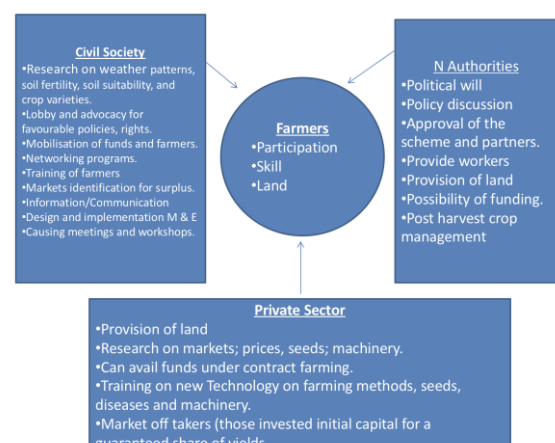 Civil Society
•Research on weather patterns,
soil fertility, soil suitability, and
crop varieties.
•Lobby and advocacy for
favourable policies, rights.
•Mobilisation of funds and farmers.
•Networking programs.
•Training of farmers
•Markets identification for surplus.
•Information/Communication
•Design and implementation M & E
•Causing meetings and workshops.
Farmers
•Participation
•Skill
•Land
N Authorities
•Political will
•Policy discussion
•Approval of the
scheme and partners.
•Provide workers
•Provision of land
•Possibility of funding.
•Post harvest crop
management
Private Sector
•Provision of land
•Research on markets; prices, seeds; machinery.
•Can avail funds under contract farming.
•Training on new Technology on farming methods, seeds,
diseases and machinery.
•Market off takers (those invested initial capital for a
guaranteed share of yields